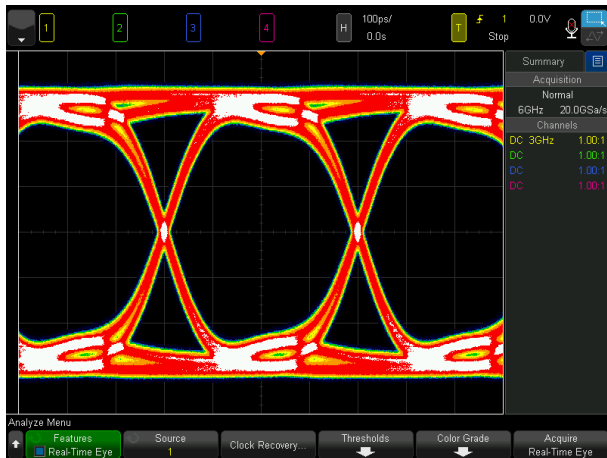 1 2 3 4 H 100ps/ 0.0s T 1 0.0V Stop
Summary
Acquisition
Normal
6GHz 20.0GSa/s
Channels
DC 3GHz 1.00:1
DC 1.00:1
DC 1.00:1
DC 1.00:1
Analyze Menu
Features Source Clock Recovery... Thresholds Color Grade Acquire
Real-Time Eye 1 Real-Time Eye